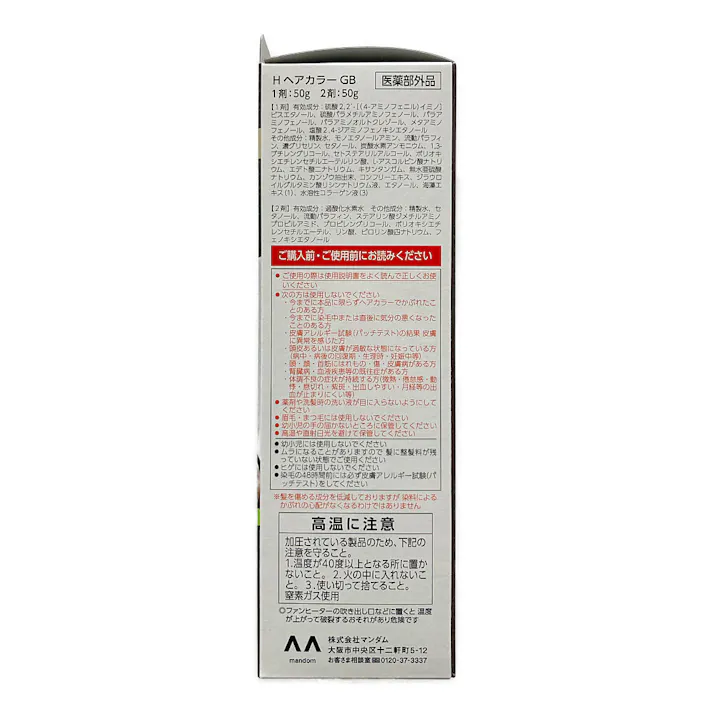 H ヘアカラー GB
医薬部外品
1剤:50g 2剤:50g
【1剤】有効成分:硫酸2,2'-[(4-アミノフェニル)イミノ]
ビスエタノール、硫酸パラメチルアミノフェノール、パラア
ミノフェノール、パラアミノオルトクレゾール、メタアミノ
フェノール、塩酸2,4-ジアミノフェノキシエタノール
その他成分:精製水、モノエタノールアミン、流動パラフィ
ン、濃グリセリン、セタノール、炭酸水素アンモニウム、1,3-
ブチレングリコール、セトステアリルアルコール、ポリオキ
シエチレンセチルエーテルリン酸、L-アスコルビン酸ナトリ
ウム、エデト酸二ナトリウム、キサンタンガム、無水亜硫酸
ナトリウム、カンゾウ抽出末、コンフリーエキス、ジラウロ
イルグルタミン酸リシンナトリウム液、エタノール、海藻エ
キス(1)、水溶性コラーゲン液(3)
【2剤】有効成分:過酸化水素水 その他成分:精製水、セ
タノール、流動パラフィン、ステアリン酸ジメチルアミノ
プロピルアミド、プロピレングリコール、ポリオキシエチ
レンセチルエーテル、リン酸、ピロリン酸四ナトリウム、フ
ェノキシエタノール
ご購入前・ご使用前にお読みください
●ご使用の際は使用説明書をよく読んで正しくお使
いください
●次の方は使用しないでください
・今までに本品に限らずヘアカラーでかぶれたこ
とのある方
・今までに染毛中または直後に気分の悪くなった
ことのある方
・皮膚アレルギー試験(パッチテスト)の結果 皮膚
に異常を感じた方
・頭皮あるいは皮膚が過敏な状態になっている方
(病中・病後の回復期・生理時・妊娠中等)
・頭・顔・首筋にはれもの・傷・皮膚病がある方
・腎臓病・血液疾患等の既往症がある方
・体調不良の症状が持続する方(微熱・倦怠感・動
悸・息切れ・紫斑・出血しやすい・月経等の出
血が止まりにくい等)
●薬剤や洗髪時の洗い液が目に入らないようにして
ください
●眉毛・まつ毛には使用しないでください
●幼小児の手の届かないところに保管してください
●高温や直射日光を避けて保管してください
●幼小児には使用しないでください
●ムラになることがありますので 髪に整髪料が残
っていない状態でご使用ください
●ヒゲには使用しないでください
●染毛の48時間前には必ず皮膚アレルギー試験(パ
ッチテスト)をしてください
※髪を傷める成分を低減しておりますが 染料による
かぶれの心配がなくなるわけではありません
高温に注意
加圧されている製品のため、下記の
注意を守ること。
1.温度が40度以上となる所に置か
ないこと。2.火の中に入れないこ
と。3.使い切って捨てること。
窒素ガス使用
◎ファンヒーターの吹き出し口などに置くと 温度
が上がって破裂するおそれがあり危険です
mandom
株式会社マンダム
大阪市中央区十二軒町5-12
お客さま相談室 0120-37-3337